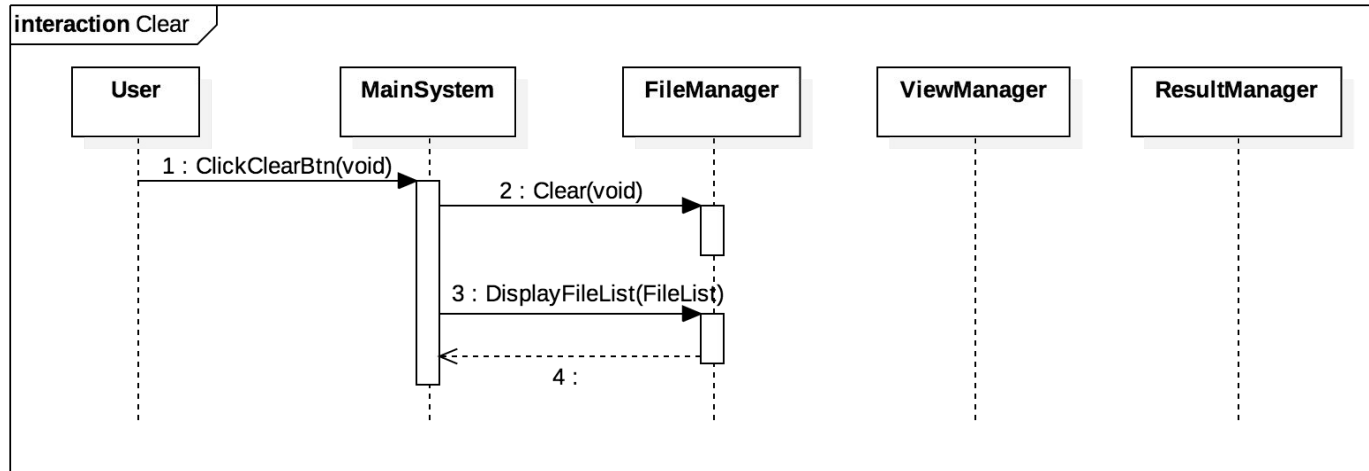 interaction Clear
User
MainSystem
FileManager
ViewManager
ResultManager
1 : ClickClearBtn(void)
2 : Clear(void)
3 : DisplayFileList(FileList)
4 :